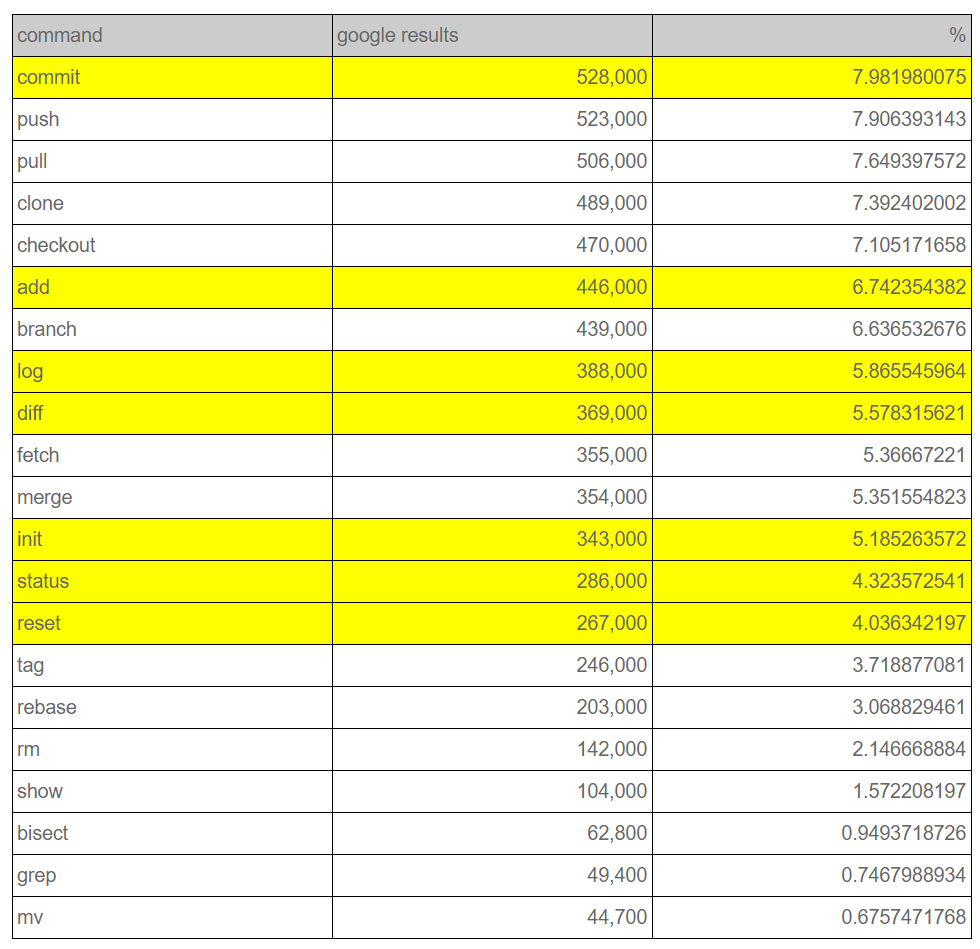 command google results %
commit 528,000 7.981980075
push 523,000 7.906393143
pull 506,000 7.649397572
clone 489,000 7.392402002
checkout 470,000 7.105171658
add 446,000 6.742354382
branch 439,000 6.636532676
log 388,000 5.865545964
diff 369,000 5.578315621
fetch 355,000 5.36667221
merge 354,000 5.351554823
init 343,000 5.185263572
status 286,000 4.323572541
reset 267,000 4.036342197
tag 246,000 3.718877081
rebase 203,000 3.068829461
rm 142,000 2.146668884
show 104,000 1.572208197
bisect 62,800 0.9493718726
grep 49,400 0.7467988934
mv 44,700 0.6757471768